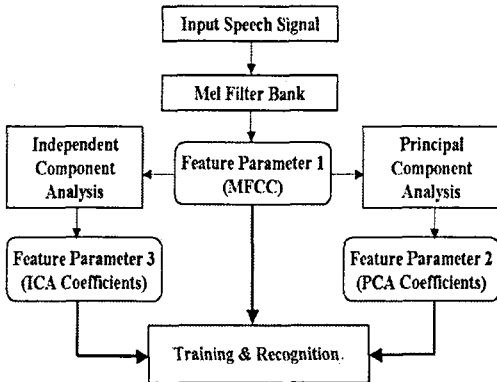 Input Speech Signal
Mel Filter Bank
Independent
Component
Analysis
Feature Parameter 1
(MFCC)
Principal
Component
Analysis
Feature Parameter 3
(ICA Coefficients)
Feature Parameter 2
(PCA Coefficients)
Training & Recognition.